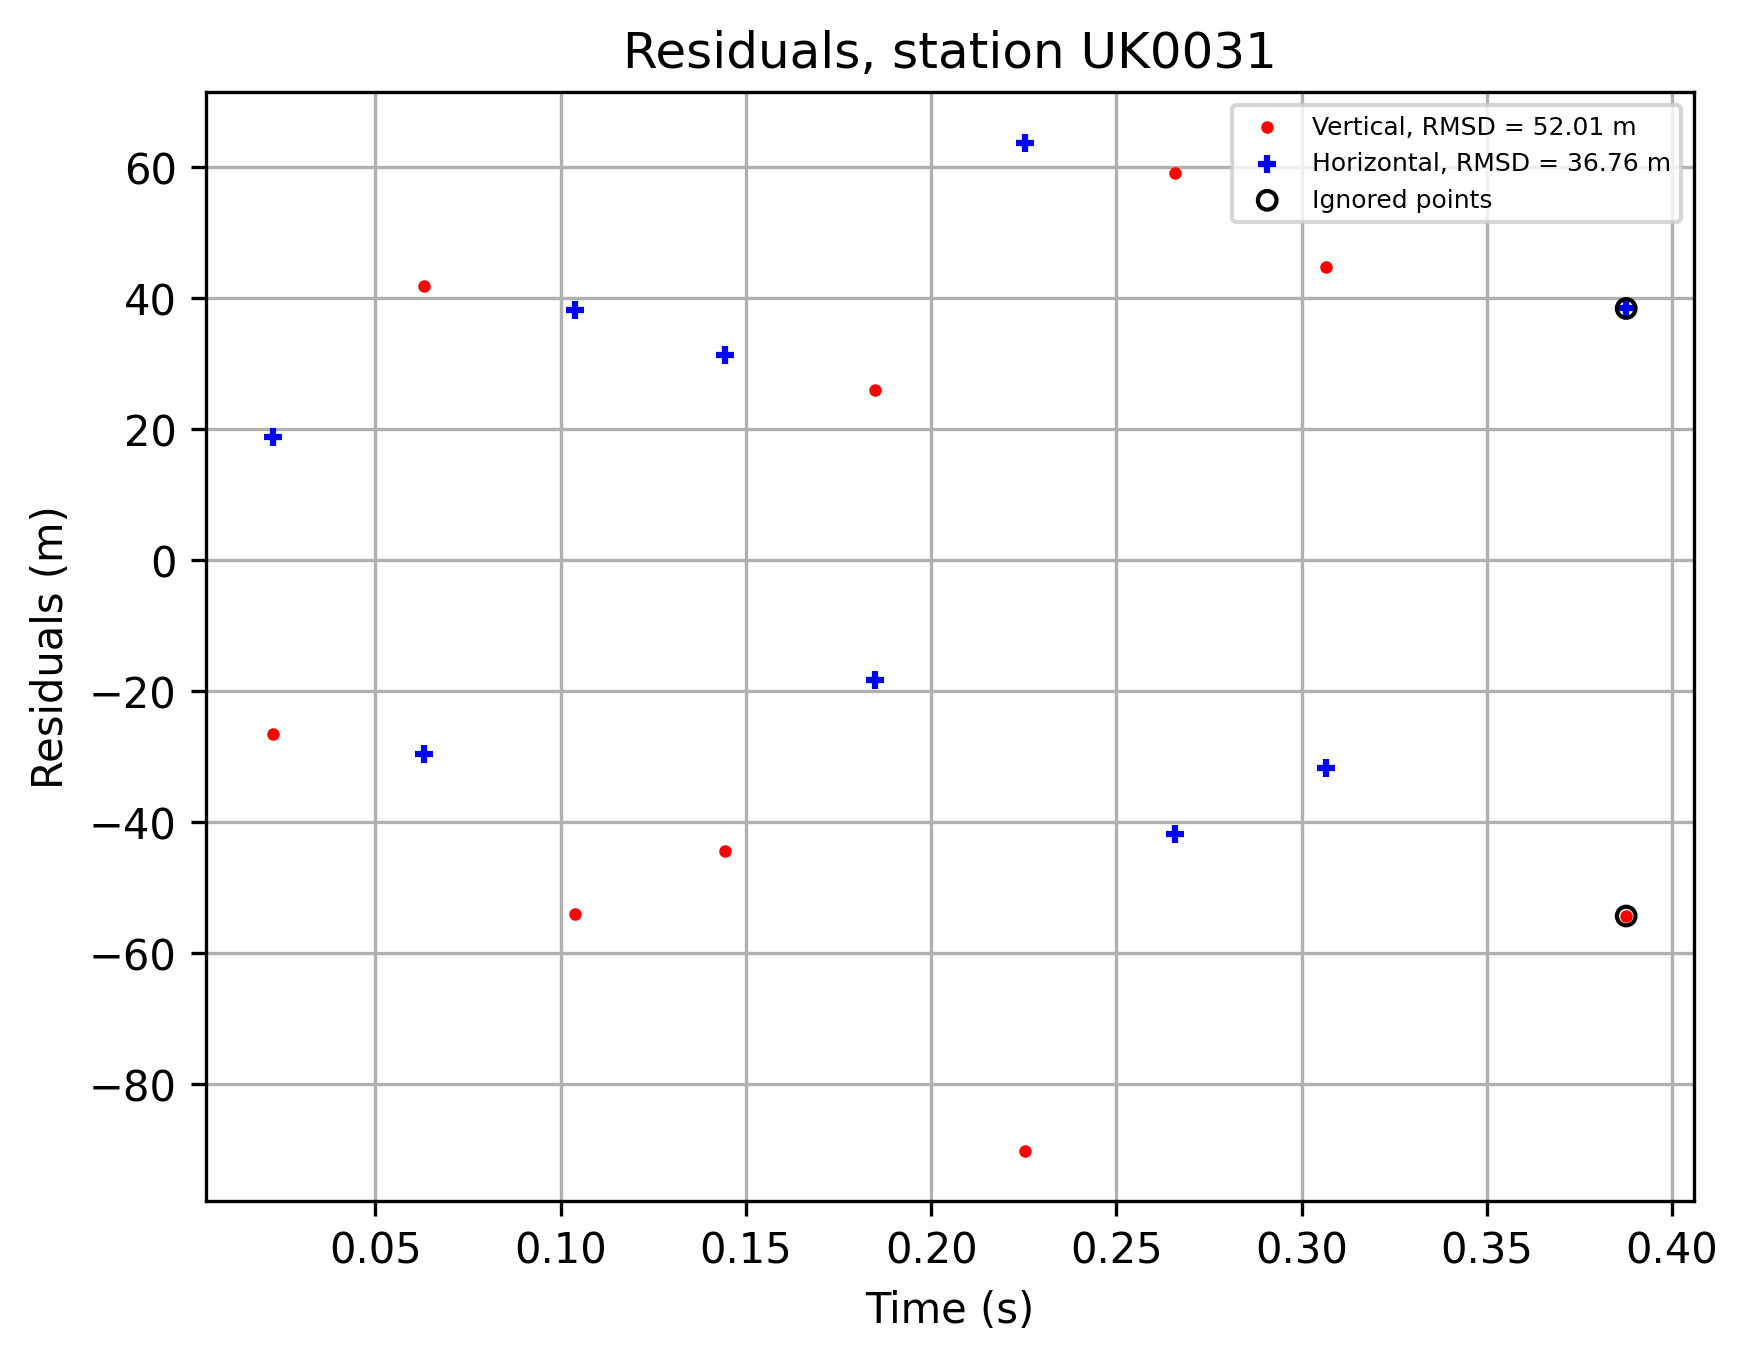 Residuals, station UK0031
Vertical, RMSD = 52.01 m
Horizontal, RMSD = 36.76 m
Ignored points
60
40
20
0
−20
−40
−60
−80
Residuals (m)
0.05 0.10 0.15 0.20 0.25 0.30 0.35 0.40
Time (s)